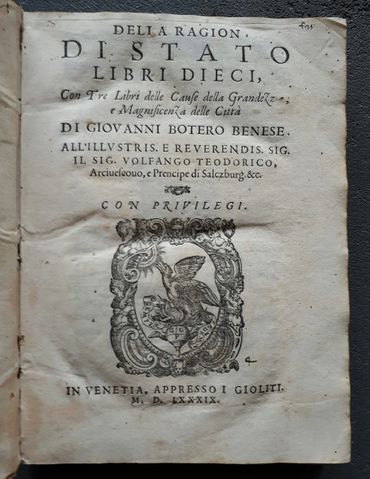 DELLA RAGION
DI STATO
LIBRI DIECI,
Con Tre Libri delle Cause della Grandezza,
e Magnificenza delle Città
DI GIOVANNI BOTERO BENESE.
ALL'ILLVSTRIS. E REVERENDIS. SIG.
IL SIG. VOLFANGO TEODORICO,
Arciuescouo, e Prencipe di Salczburg. &c.
CON PRIVILEGI.
IN VENETIA, APPRESSO I GIOLITI.
M. D. LXXXIX.